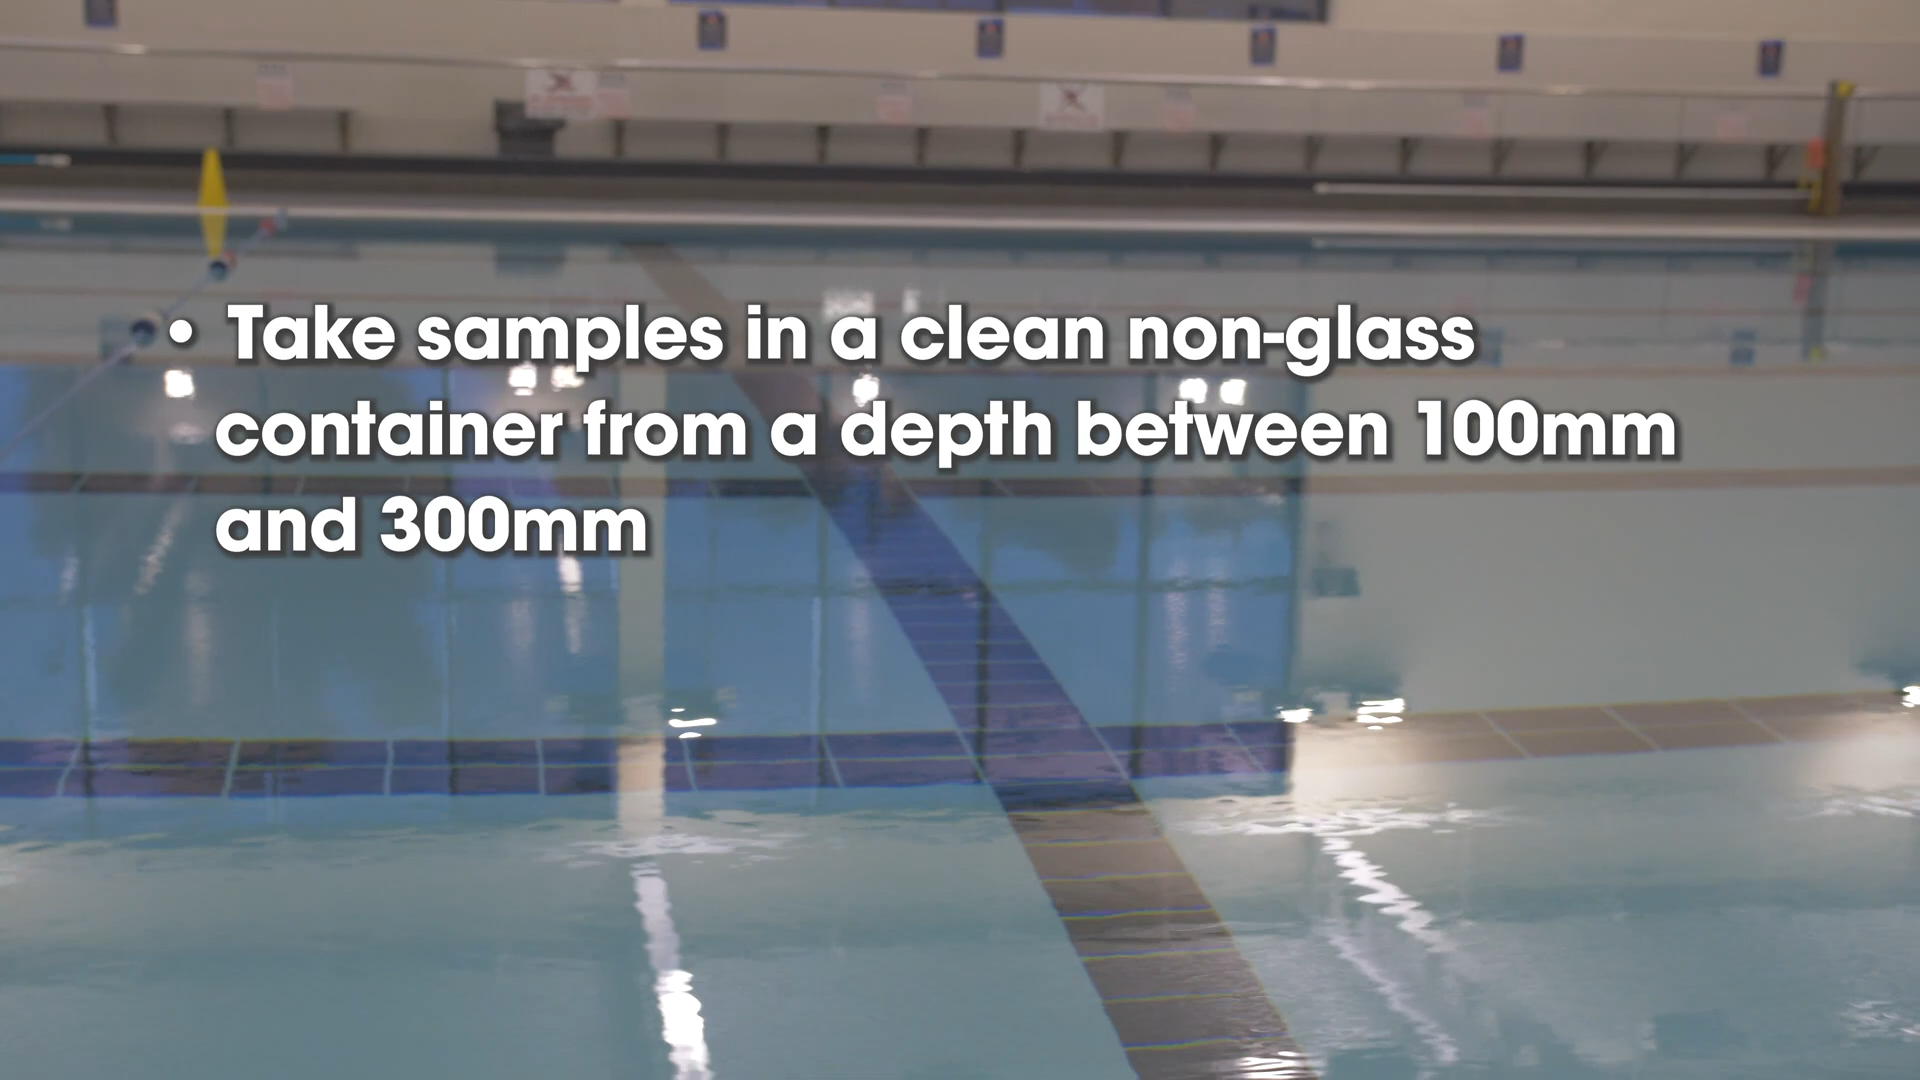 • Take samples in a clean non-glass
container from a depth between 100mm
and 300mm